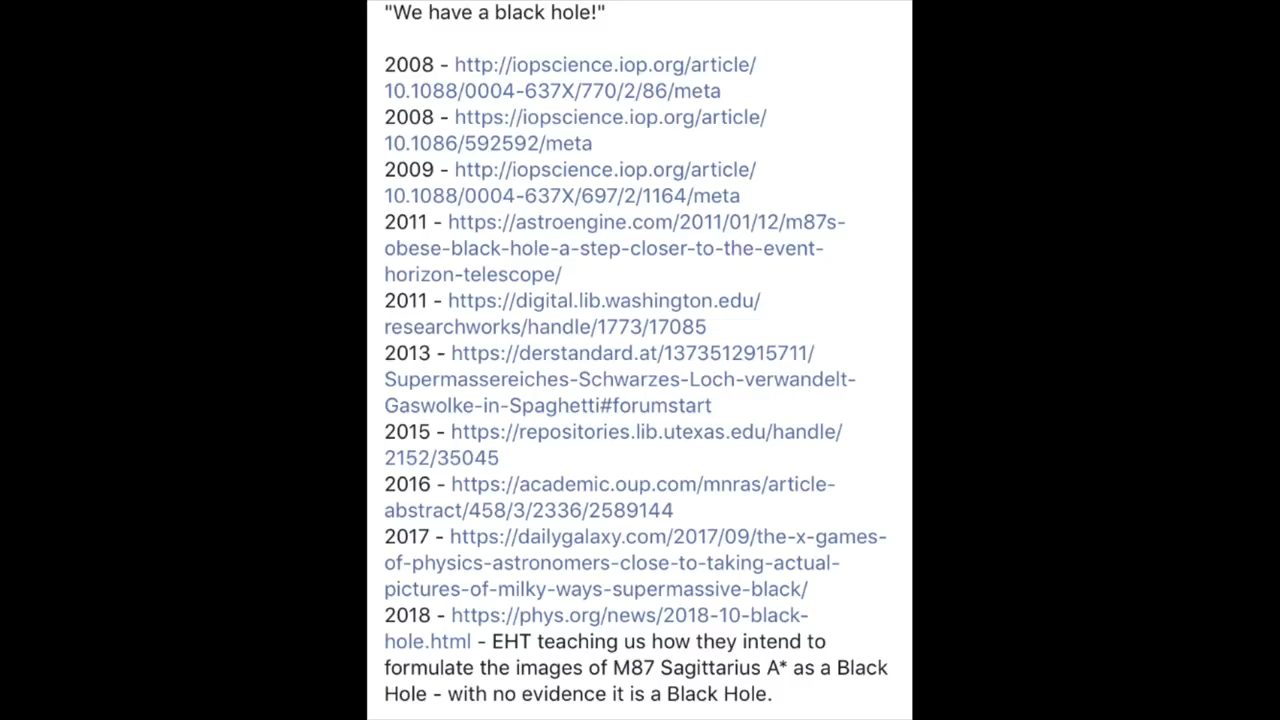 "We have a black hole!"
2008 - http://iopscience.iop.org/article/
10.1088/0004-637X/770/2/86/meta
2008 - https://iopscience.iop.org/article/
10.1086/592592/meta
2009 - http://iopscience.iop.org/article/
10.1088/0004-637X/697/2/1164/meta
2011 - https://astroengine.com/2011/01/12/m87s-
obese-black-hole-a-step-closer-to-the-event-
horizon-telescope/
2011 - https://digital.lib.washington.edu/
researchworks/handle/1773/17085
2013 - https://derstandard.at/1373512915711/
Supermassereiches-Schwarzes-Loch-verwandelt-
Gaswolke-in-Spaghetti#forumstart
2015 - https://repositories.lib.utexas.edu/handle/
2152/35045
2016 - https://academic.oup.com/mnras/article-
abstract/458/3/2336/2589144
2017 - https://dailygalaxy.com/2017/09/the-x-games-
of-physics-astronomers-close-to-taking-actual-
pictures-of-milky-ways-supermassive-black/
2018 - https://phys.org/news/2018-10-black-
hole.html - EHT teaching us how they intend to
formulate the images of M87 Sagittarius A* as a Black
Hole - with no evidence it is a Black Hole.